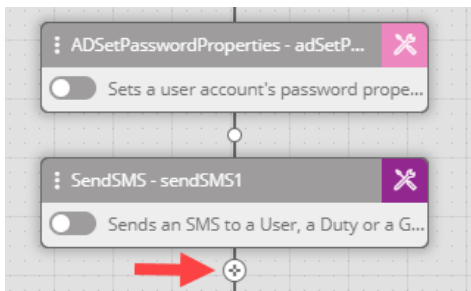 ADSetPasswordProperties - adSetP...
Sets a user account's password prope...
SendSMS - sendSMS1
Sends an SMS to a User, a Duty or a G...